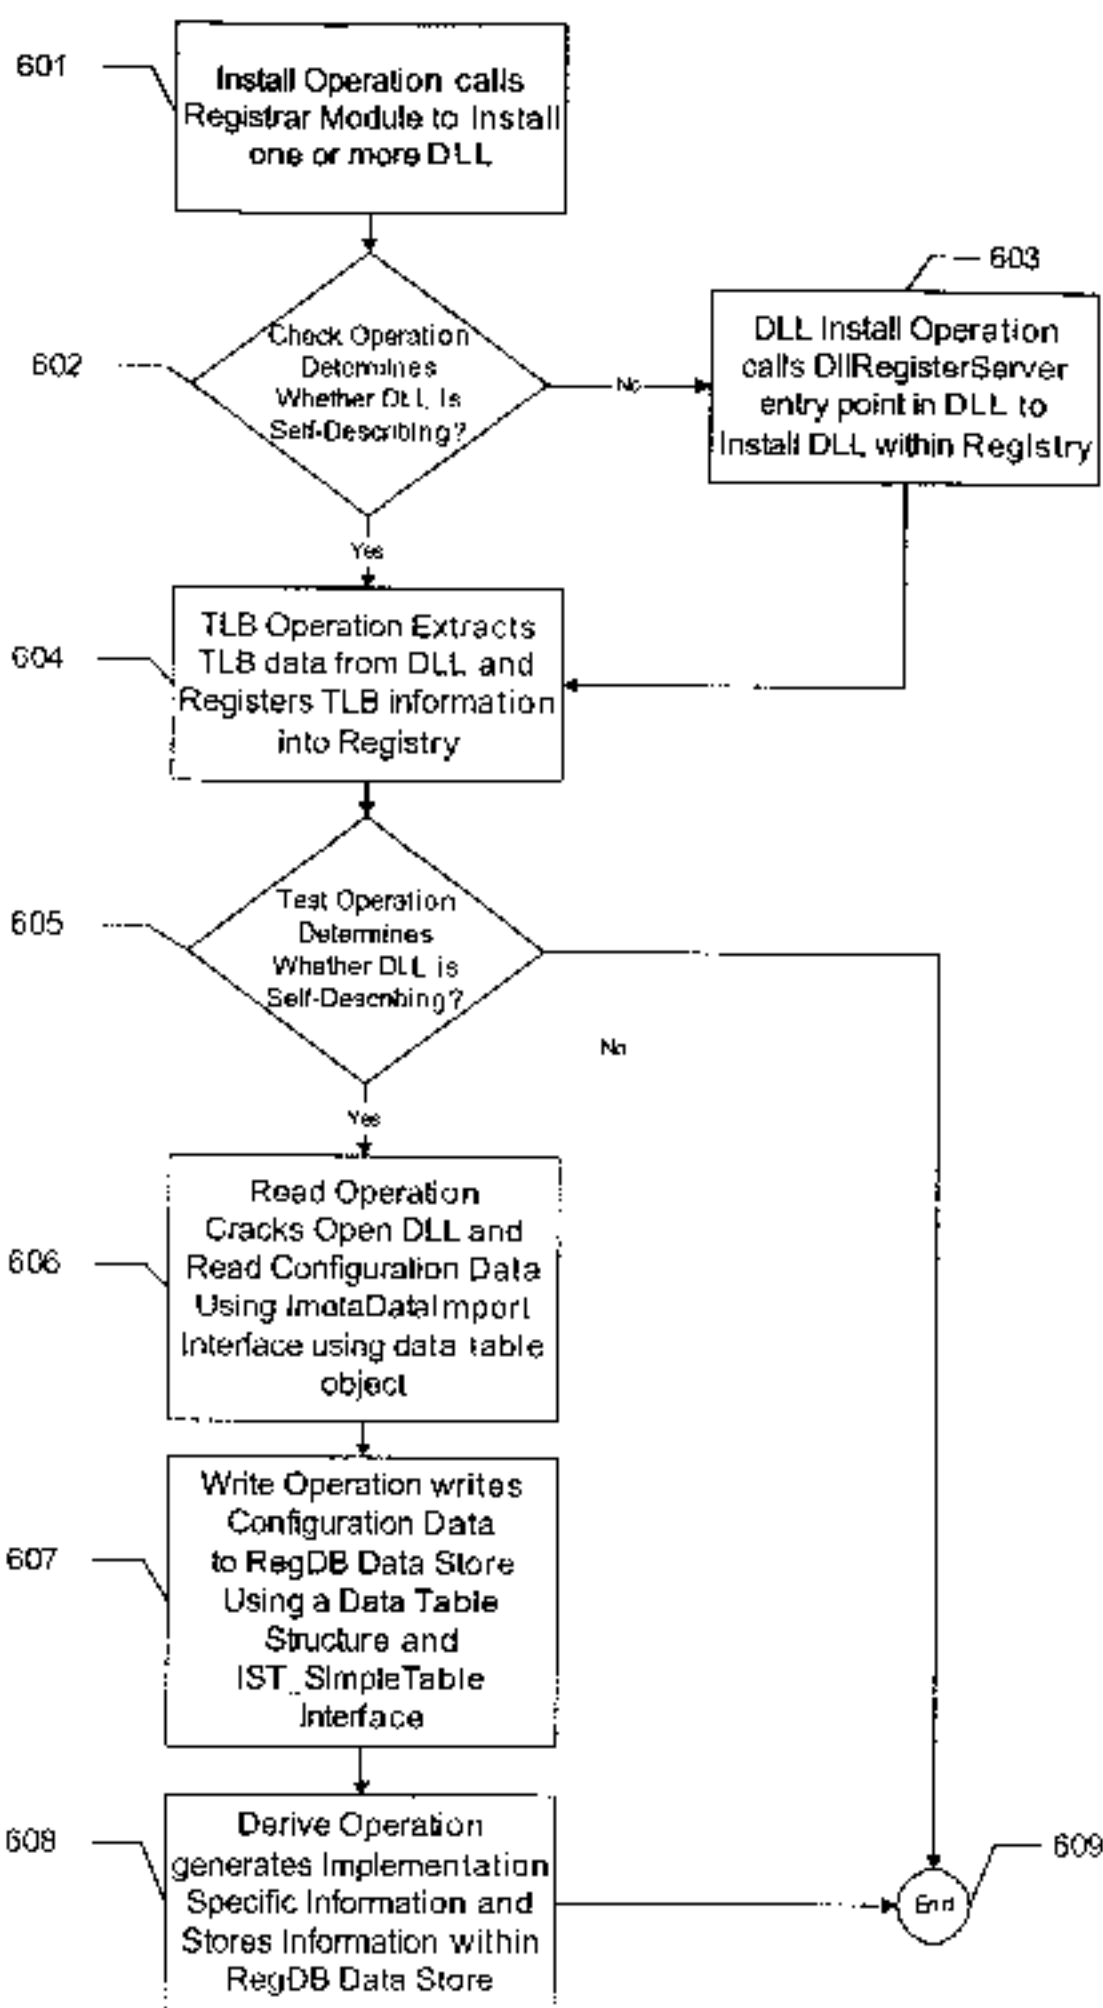 601
Install Operation calls
Registrar Module to Install
one or more DLL
603
DLL Install Operation
calls DllRegisterServer
entry point in DLL to
Install DLL within Registry
602
Check Operation
Determines
Whether DLL is
Self-Describing?
No
Yes
604
TLB Operation Extracts
TLB data from DLL and
Registers TLB information
into Registry
605
Test Operation
Determines
Whether DLL is
Self-Describing?
No
Yes
606
Read Operation
Cracks Open DLL and
Read Configuration Data
Using ImetaDataImport
Interface using data table
object
607
Write Operation writes
Configuration Data
to RegDB Data Store
Using a Data Table
Structure and
IST_SimpleTable
Interface
608
Derive Operation
generates Implementation
Specific Information and
Stores Information within
RegDB Data Store
End
609